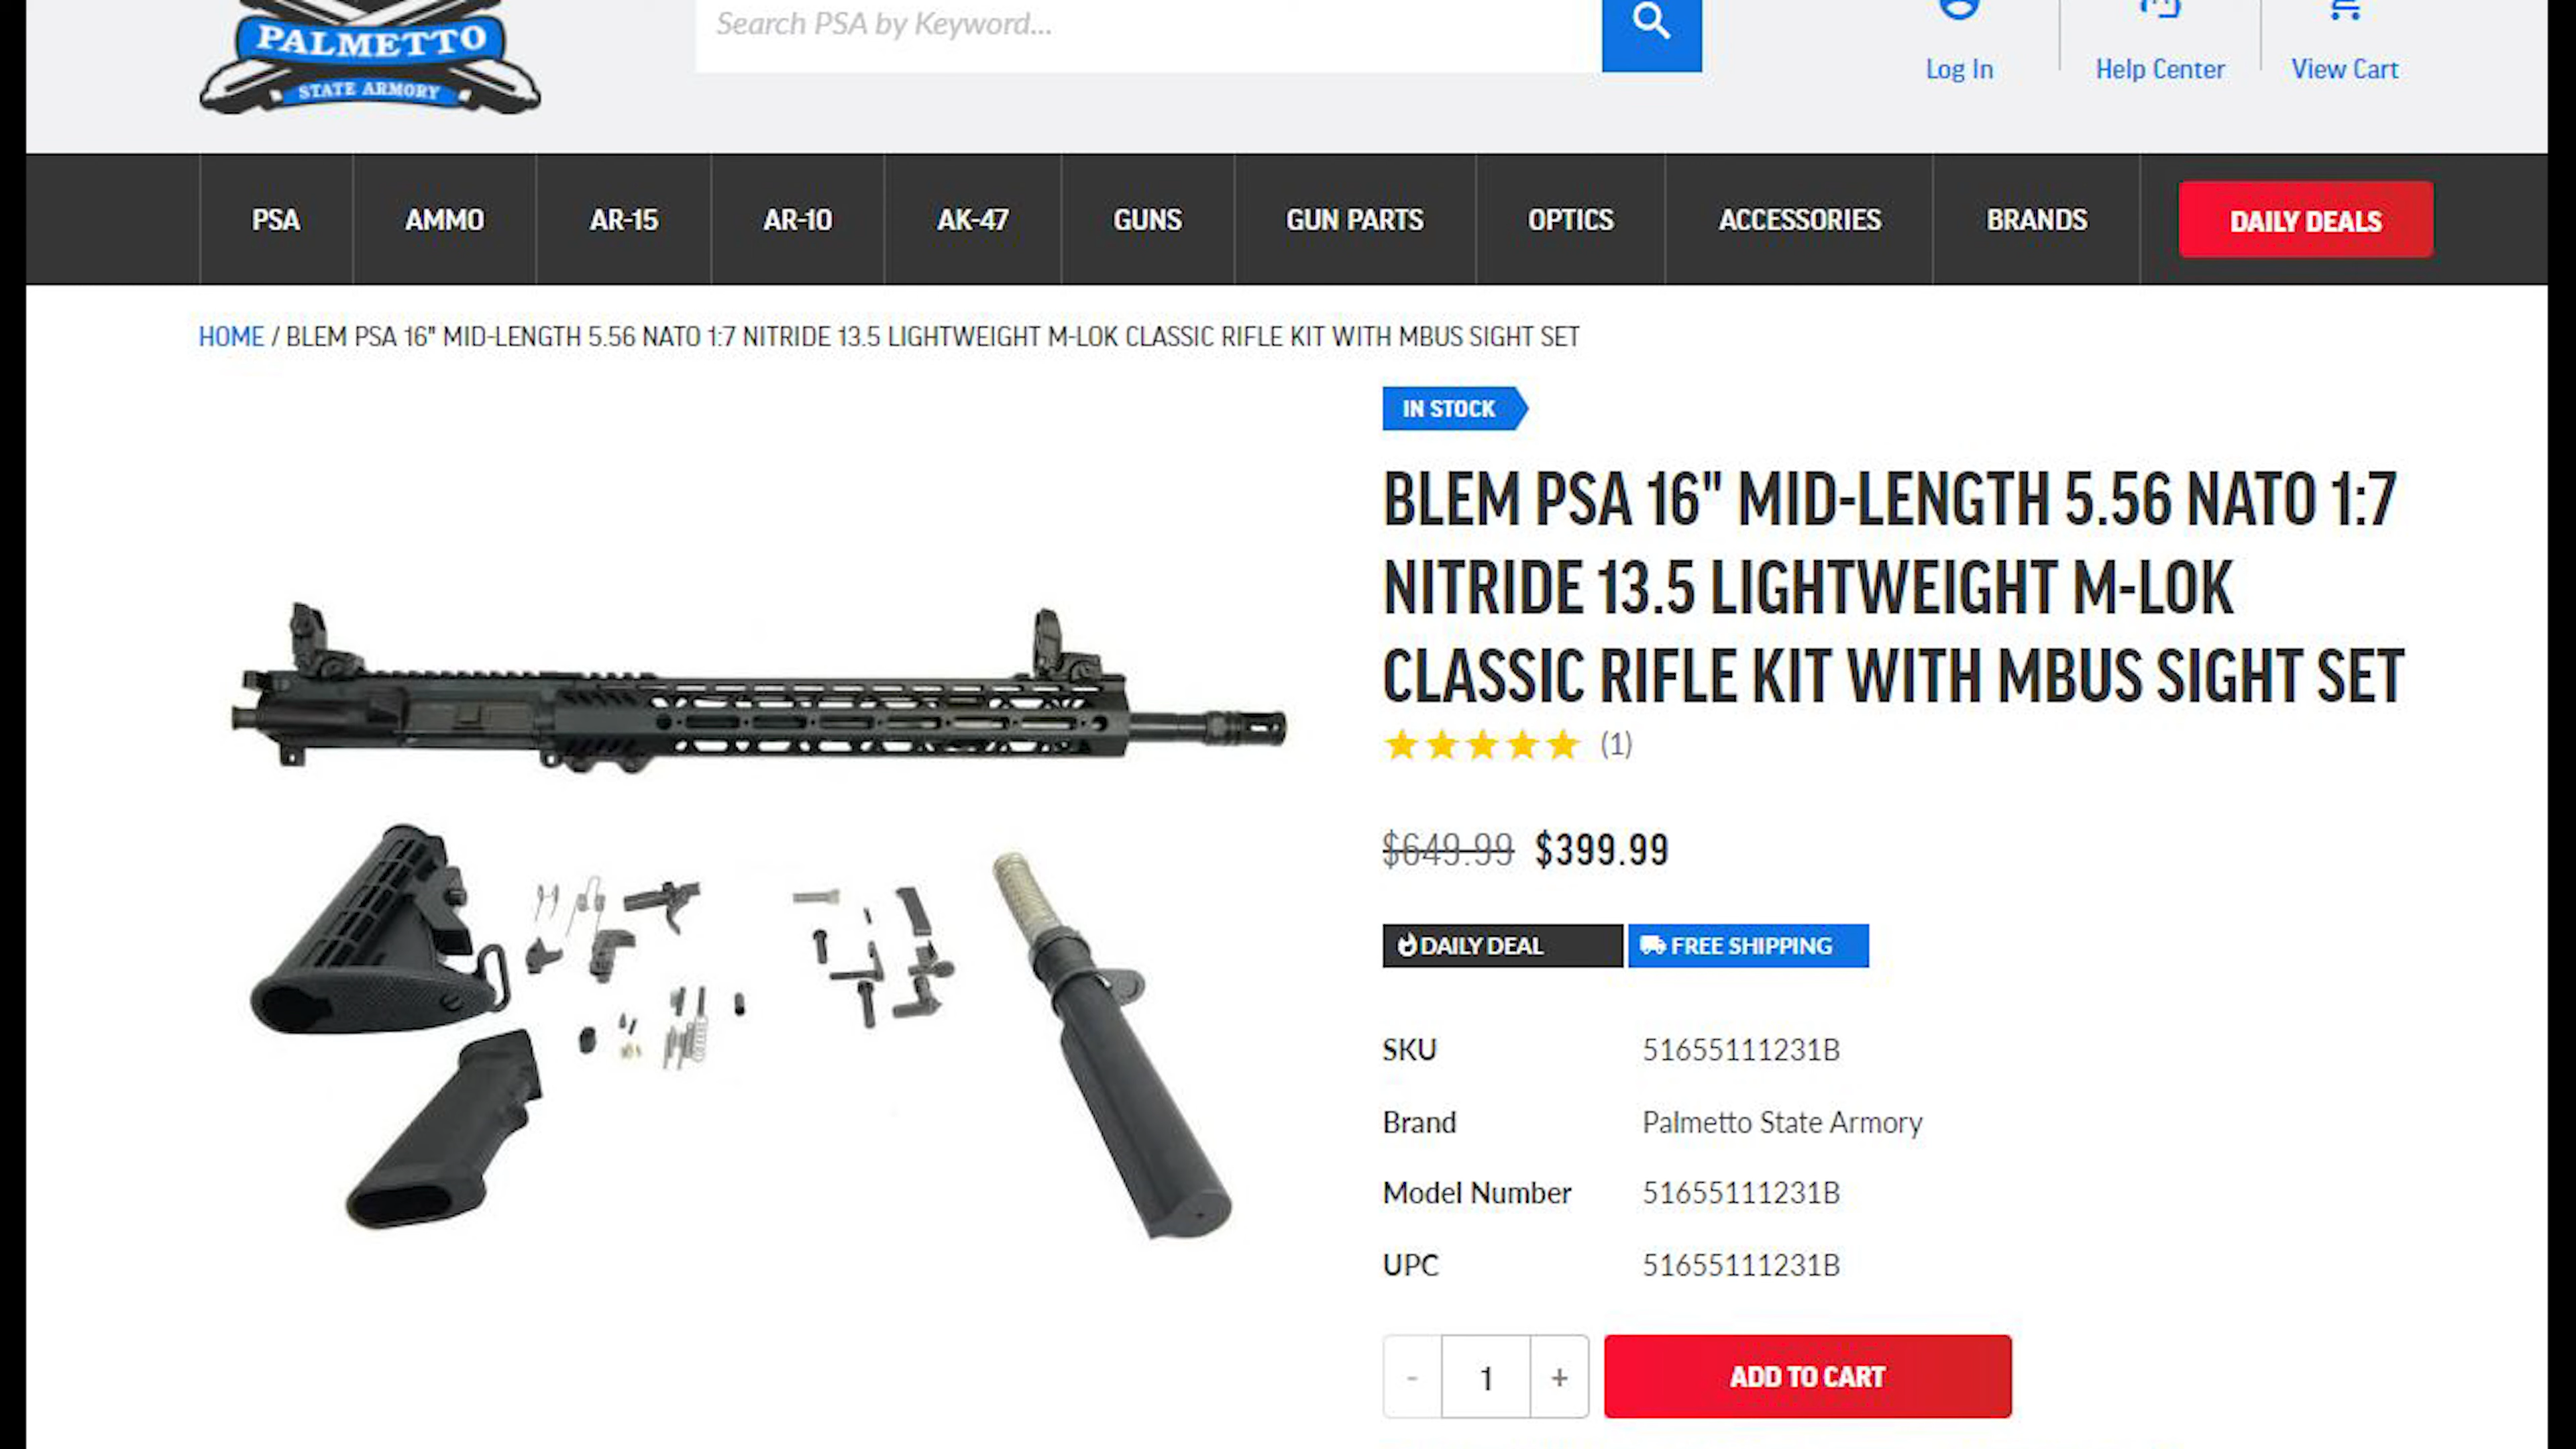 PALMETTO
STATE ARMORY
Search PSA by Keyword...
Log In
Help Center
View Cart
PSA
AMMO
AR-15
AR-10
AK-47
GUNS
GUN PARTS
OPTICS
ACCESSORIES
BRANDS
DAILY DEALS
HOME / BLEM PSA 16" MID-LENGTH 5.56 NATO 1:7 NITRIDE 13.5 LIGHTWEIGHT M-LOK CLASSIC RIFLE KIT WITH MBUS SIGHT SET
IN STOCK
BLEM PSA 16" MID-LENGTH 5.56 NATO 1:7
NITRIDE 13.5 LIGHTWEIGHT M-LOK
CLASSIC RIFLE KIT WITH MBUS SIGHT SET
(1)
$649.99 $399.99
DAILY DEAL
FREE SHIPPING
SKU 51655111231B
Brand Palmetto State Armory
Model Number 51655111231B
UPC 51655111231B
- 1 +
ADD TO CART